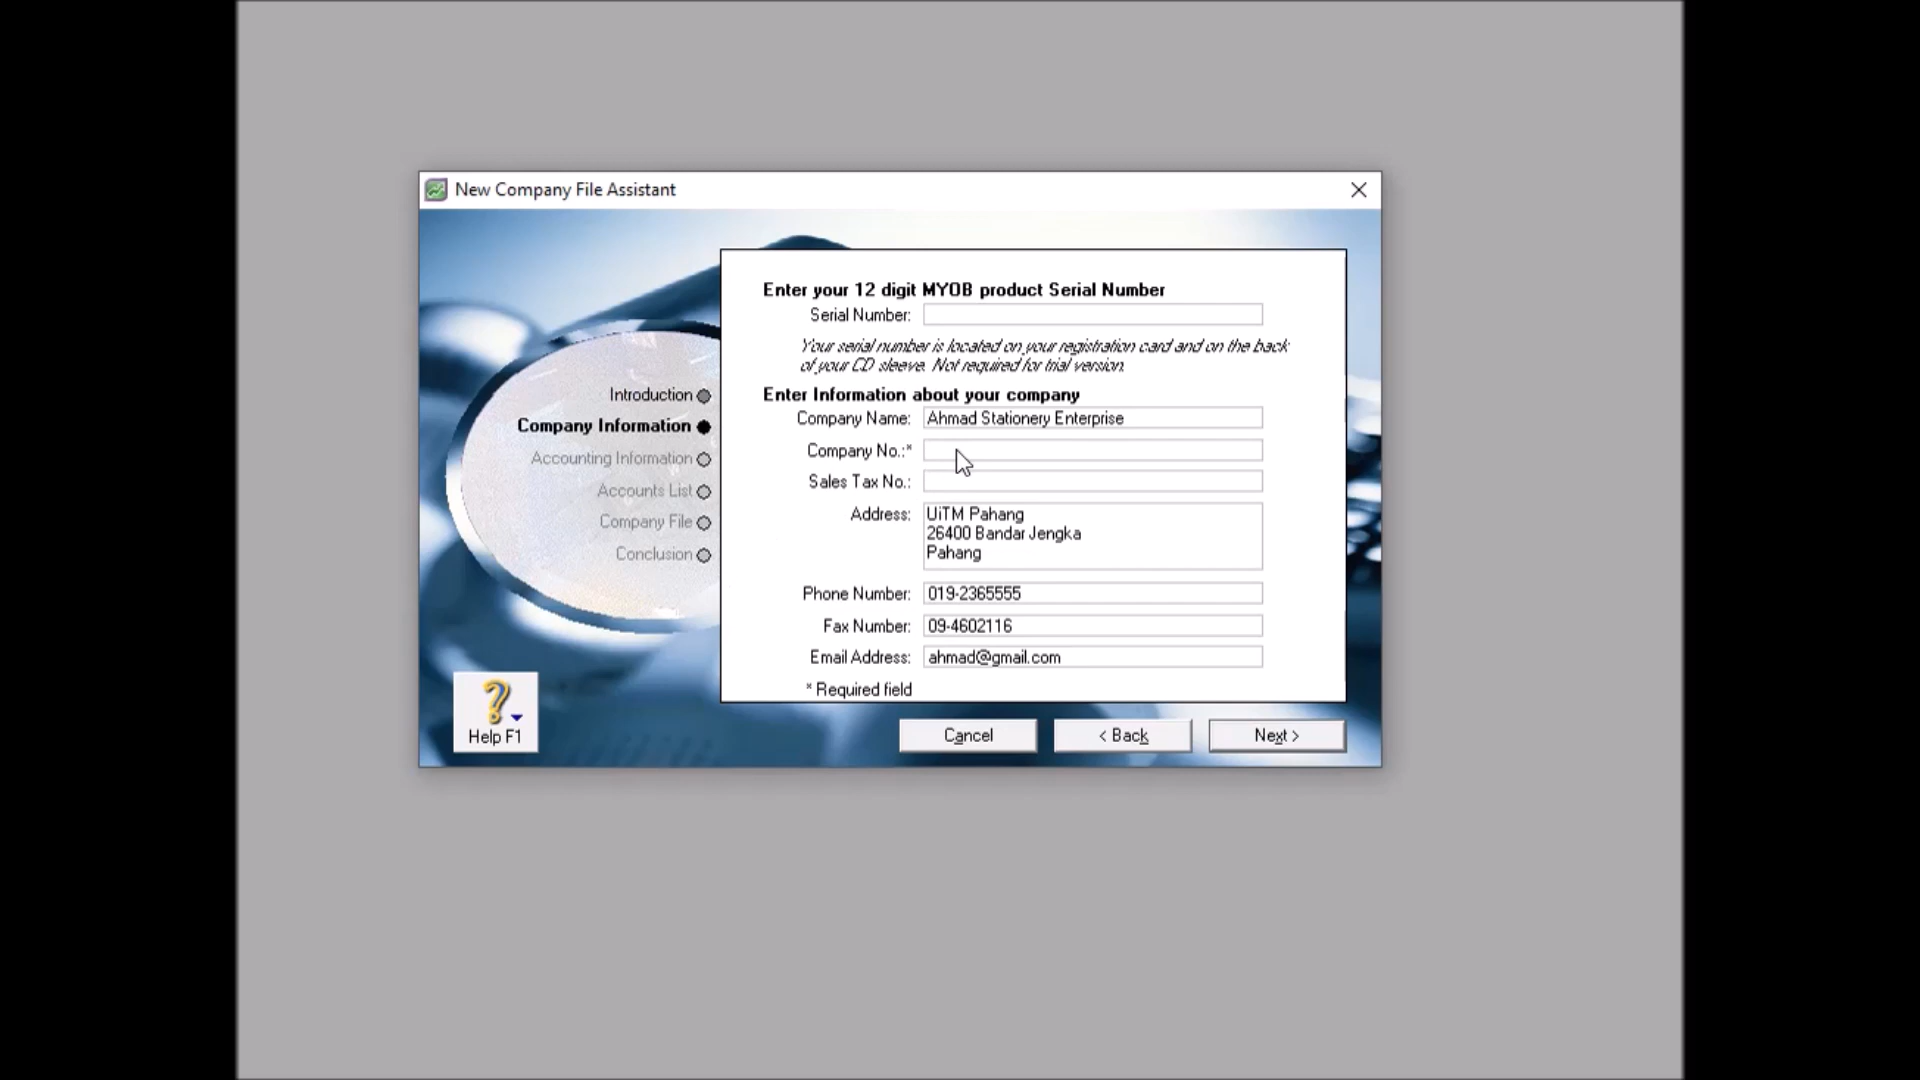 New Company File Assistant
Enter your 12 digit MYOB product Serial Number
Serial Number:
Your serial number is located on your registration card and on the back
of your CD sleeve. Not required for trial version.
Introduction
Company Information
Accounting Information
Accounts List
Company File
Conclusion
Enter Information about your company
Company Name: Ahmad Stationery Enterprise
Company No.:*
Sales Tax No.:
Address: UiTM Pahang
26400 Bandar Jengka
Pahang
Phone Number: 019-2365555
Fax Number: 09-4602116
Email Address: ahmad@gmail.com
* Required field
Help F1
Cancel
< Back
Next >